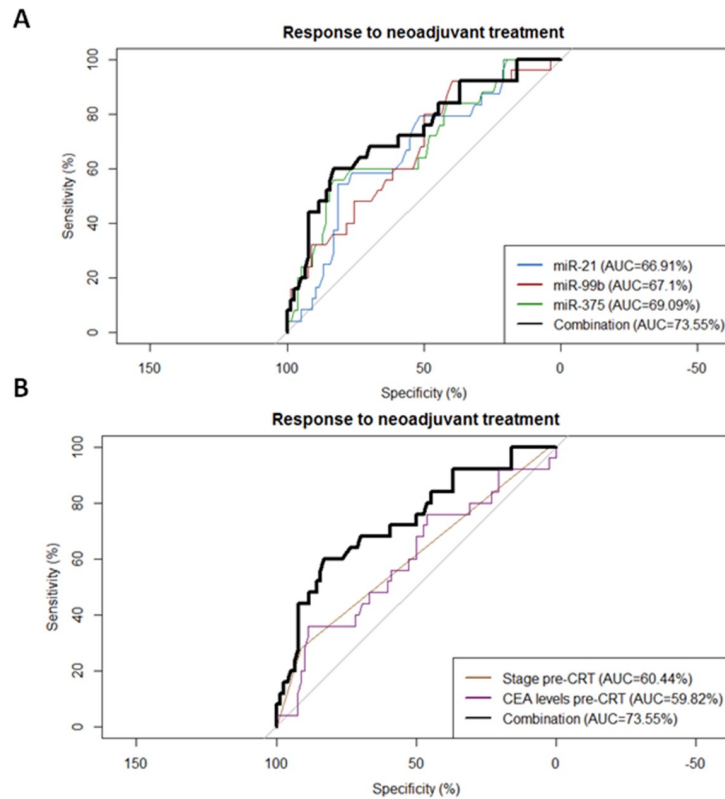 A
Response to neoadjuvant treatment
100
80
60
40
20
0
Sensitivity (%)
miR-21 (AUC=66.91%)
miR-99b (AUC=67.1%)
miR-375 (AUC=69.09%)
Combination (AUC=73.55%)
150 100 50 0 -50
Specificity (%)
B
Response to neoadjuvant treatment
100
80
60
40
20
0
Sensitivity (%)
Stage pre-CRT (AUC=60.44%)
CEA levels pre-CRT (AUC=59.82%)
Combination (AUC=73.55%)
150 100 50 0 -50
Specificity (%)